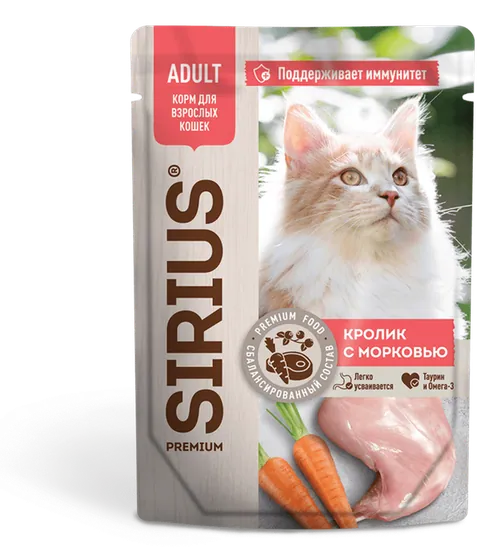 ADULT
КОРМ ДЛЯ
ВЗРОСЛЫХ
КОШЕК
Поддерживает иммунитет
SIRIUS®
PREMIUM
PREMIUM FOOD
СБАЛАНСИРОВАННЫЙ СОСТАВ
КРОЛИК
С МОРКОВЬЮ
Легко
усваивается
Таурин
и Омега-3